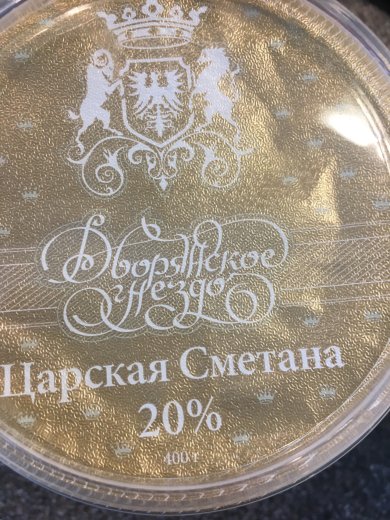 Дворянское
гнездо
Царская Сметана
20%
400 г